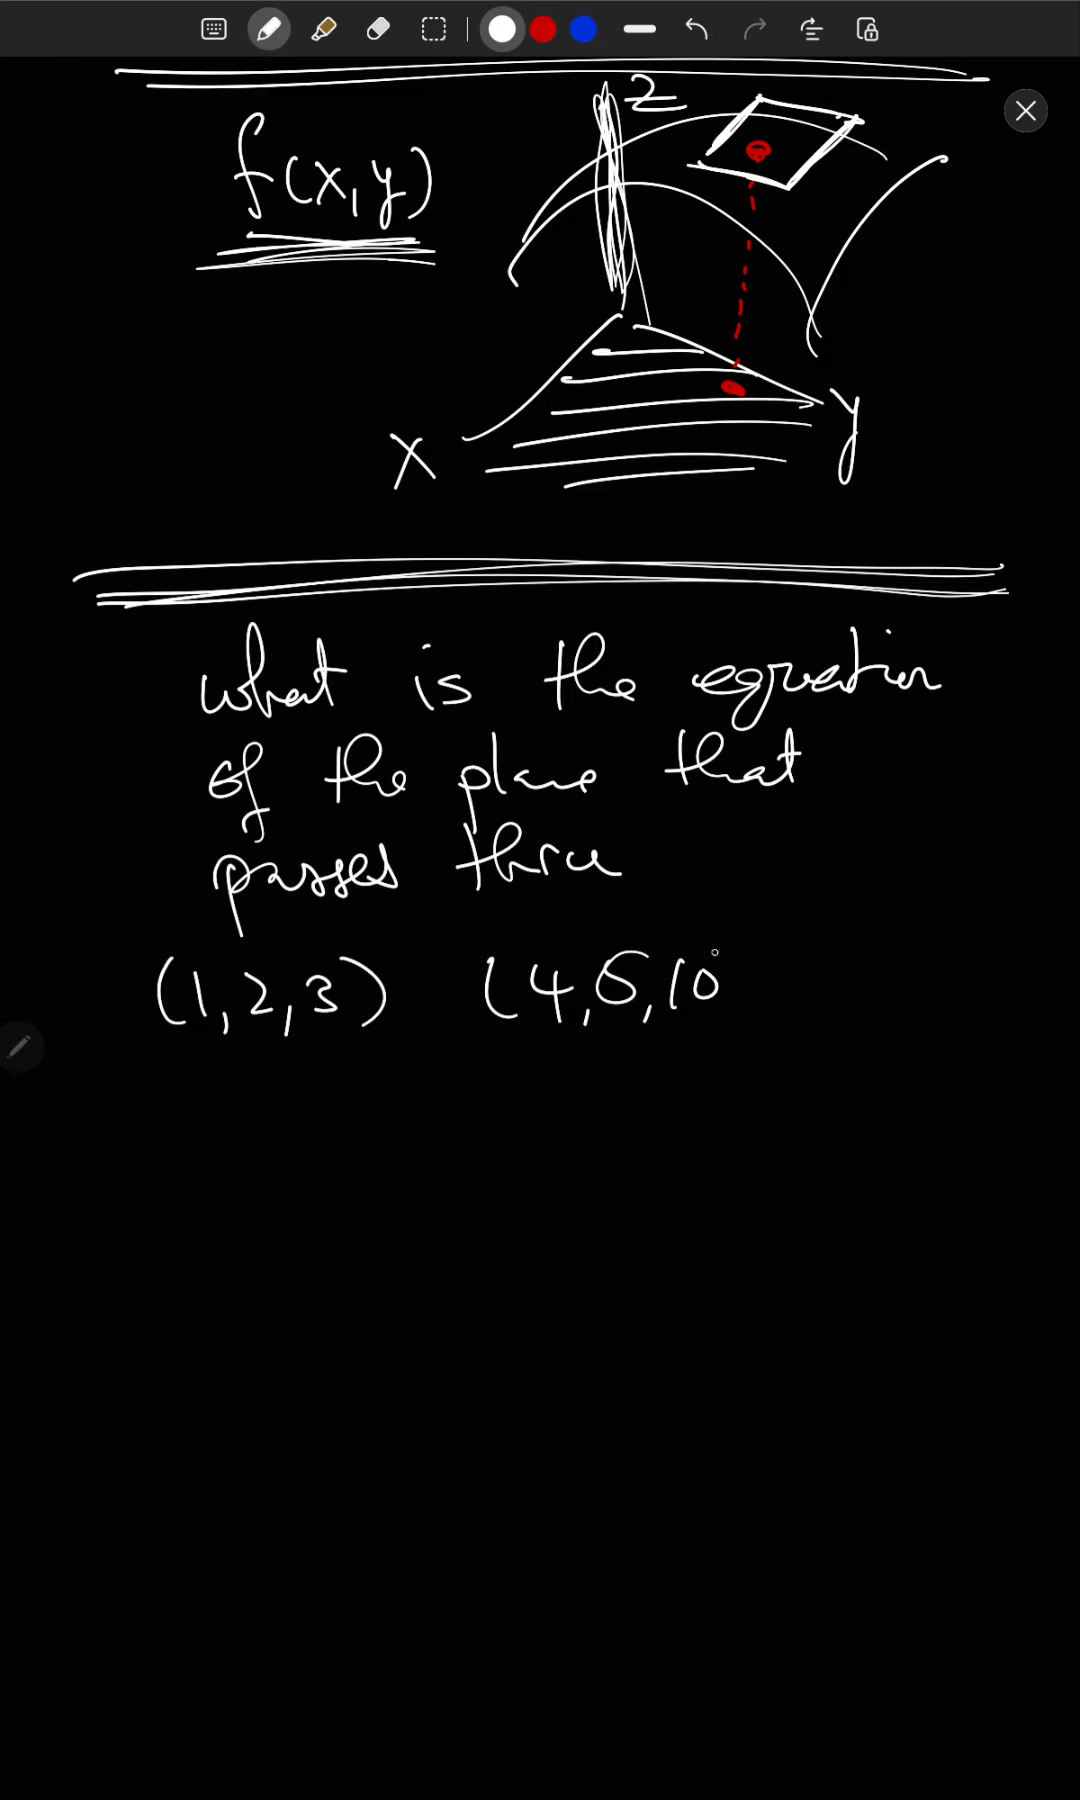 f(x,y)
z
x
y
what is the equation
of the plane that
passes thru
(1,2,3) (4,5,10